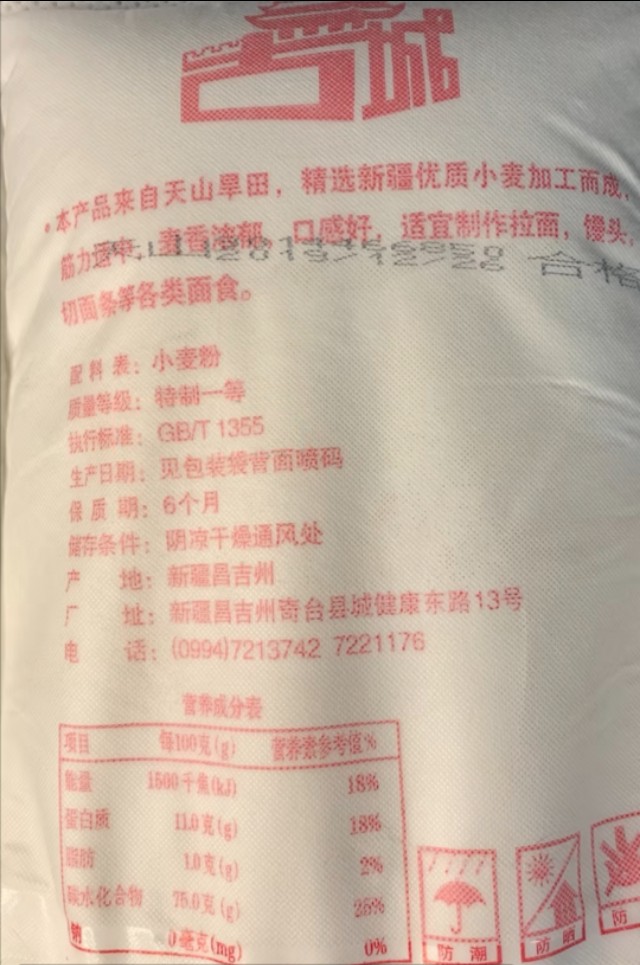 古城
•本产品来自天山旱田，精选新疆优质小麦加工而成，
筋力适中，麦香浓郁，口感好，适宜制作拉面，馒头，
合格
切面条等各类面食。
配料表：小麦粉
质量等级：特制一等
执行标准：GB/T 1355
生产日期：见包装袋背面喷码
保质期：6个月
储存条件：阴凉干燥通风处
产地：新疆昌吉州
厂址：新疆昌吉州奇台县城健康东路13号
电话：(0994)7213742 7221176
营养成分表
项目 每100克(g) 营养素参考值%
能量 1500千焦(kJ) 18%
蛋白质 11.0克(g) 18%
脂肪 1.0克(g) 2%
碳水化合物 75.0克(g) 25%
钠 0毫克(mg) 0%
防潮 防晒 防